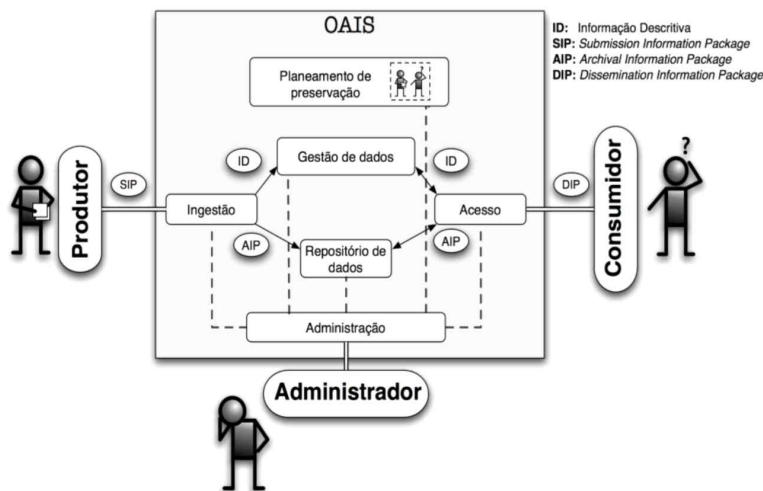 OAIS
ID: Informação Descritiva
SIP: Submission Information Package
AIP: Archival Information Package
DIP: Dissemination Information Package
Planeamento de
preservação
?
ID
Gestão de dados
ID
Produtor
SIP
Ingestão
Acesso
DIP
Consumidor
AIP
Repositório de
dados
AIP
Administração
Administrador